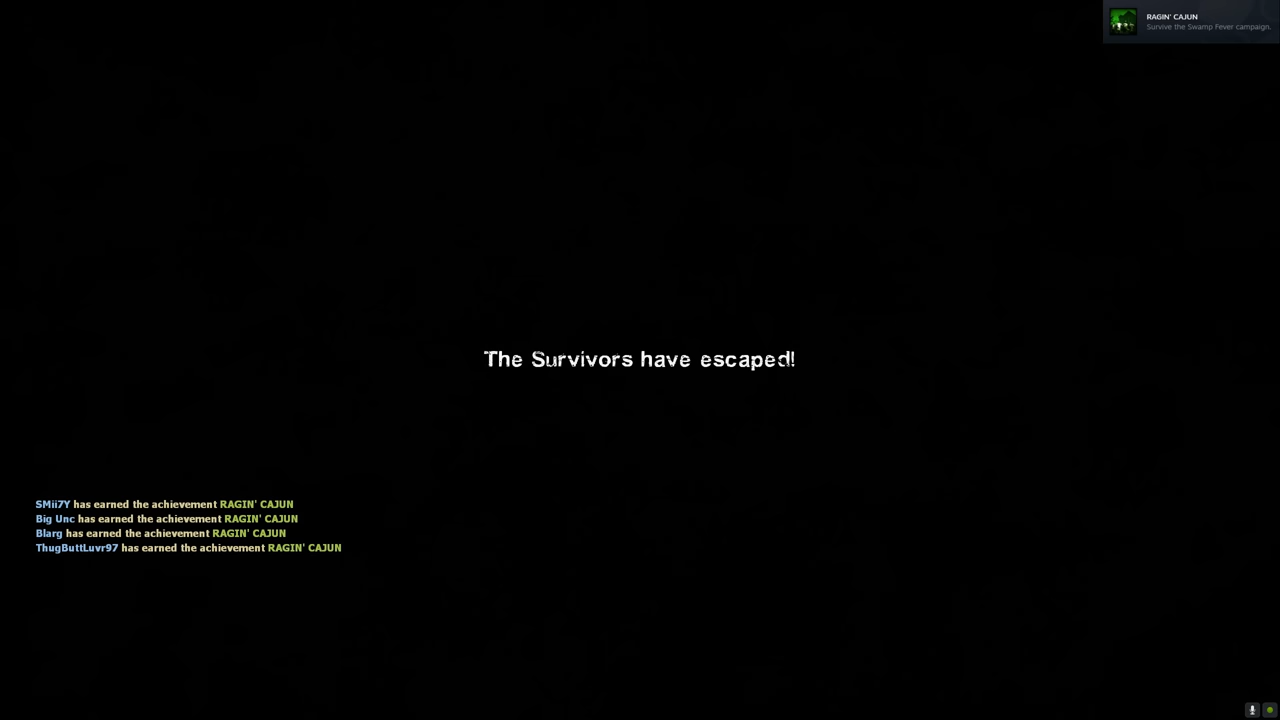 RAGIN' CAJUN
Survive the Swamp Fever campaign.
The Survivors have escaped!
SMii7Y has earned the achievement RAGIN' CAJUN
Big Unc has earned the achievement RAGIN' CAJUN
Blarg has earned the achievement RAGIN' CAJUN
ThugButtLuvr97 has earned the achievement RAGIN' CAJUN